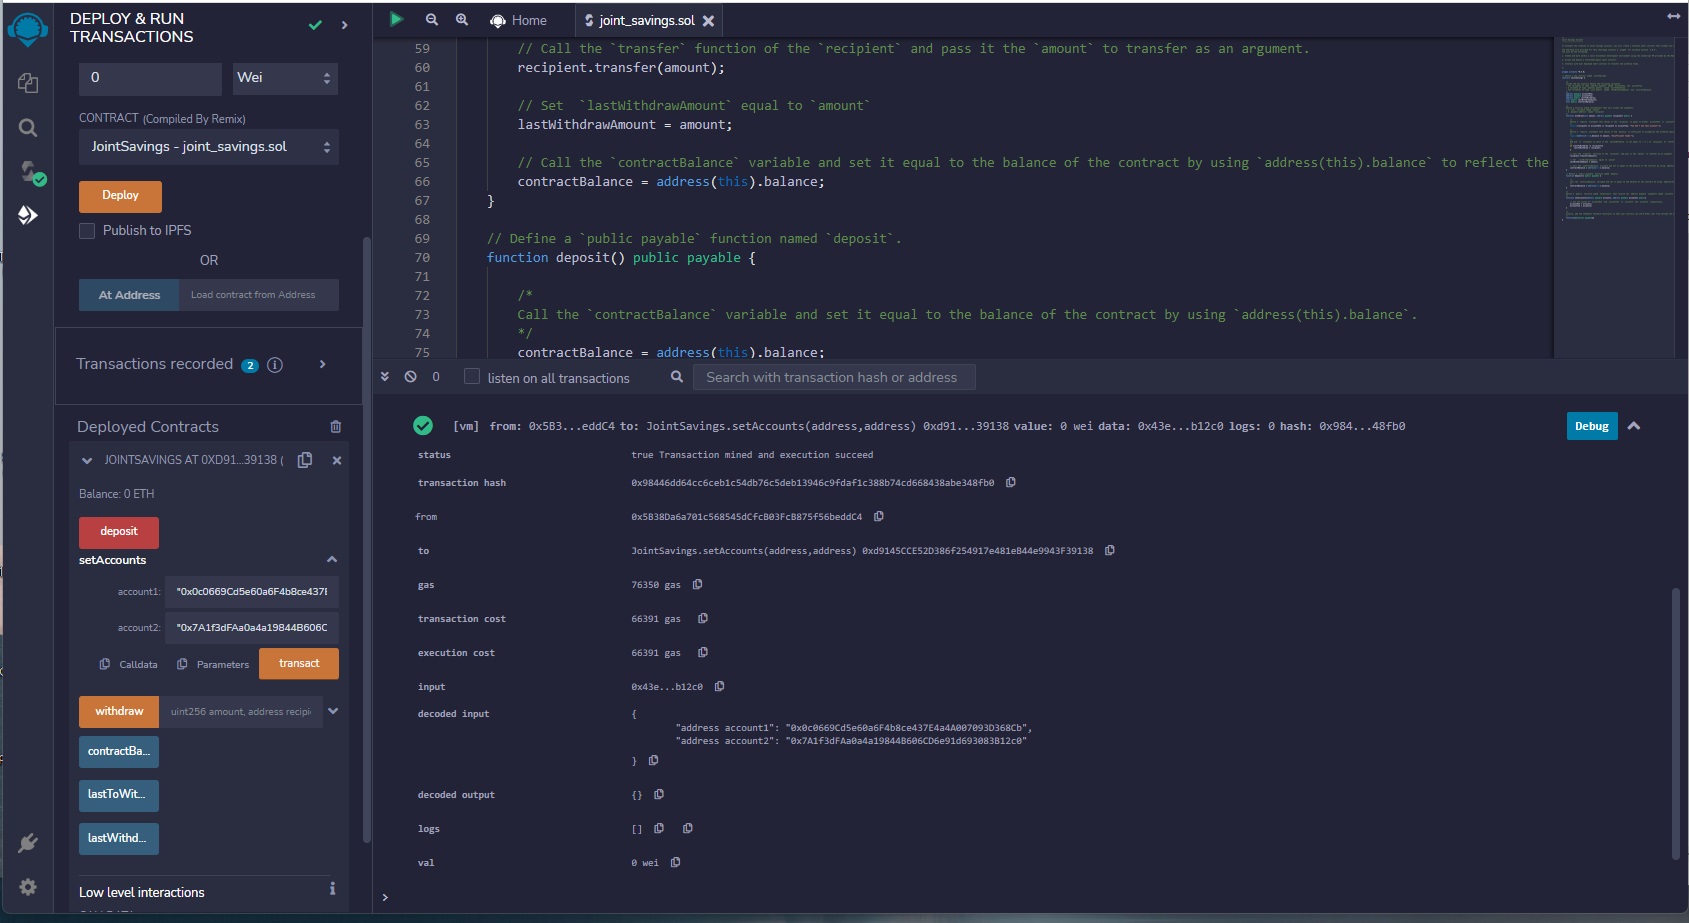 DEPLOY & RUN
TRANSACTIONS
0
Wei
CONTRACT (Compiled By Remix)
JointSavings - joint_savings.sol
Deploy
Publish to IPFS
OR
At Address
Load contract from Address
Transactions recorded 2
Deployed Contracts
JOINTSAVINGS AT 0XD91...39138 (
Balance: 0 ETH
deposit
setAccounts
account1: "0x0c0669Cd5e60a6F4b8ce437E
account2: "0x7A1f3dFAa0a4a19844B606C
Calldata
Parameters
transact
withdraw
uint256 amount, address recipi
contractBa...
lastToWit...
lastWithd...
Low level interactions
Home
joint_savings.sol
59 // Call the `transfer` function of the `recipient` and pass it the `amount` to transfer as an argument.
60 recipient.transfer(amount);
61
62 // Set  `lastWithdrawAmount` equal to `amount`
63 lastWithdrawAmount = amount;
64
65 // Call the `contractBalance` variable and set it equal to the balance of the contract by using `address(this).balance` to reflect the
66 contractBalance = address(this).balance;
67 }
68
69 // Define a `public payable` function named `deposit`.
70 function deposit() public payable {
71
72 /*
73 Call the `contractBalance` variable and set it equal to the balance of the contract by using `address(this).balance`.
74 */
75 contractBalance = address(this).balance;
0
listen on all transactions
Search with transaction hash or address
[vm] from: 0x5B3...eddC4 to: JointSavings.setAccounts(address,address) 0xd91...39138 value: 0 wei data: 0x43e...b12c0 logs: 0 hash: 0x984...48fb0
Debug
status true Transaction mined and execution succeed
transaction hash 0x98446dd64cc6ceb1c54db76c5deb13946c9fdaf1c388b74cd668438abe348fb0
from 0x5B38Da6a701c568545dCfcB03FcB875f56beddC4
to JointSavings.setAccounts(address,address) 0xd9145CCE52D386f254917e481eB44e9943F39138
gas 76350 gas
transaction cost 66391 gas
execution cost 66391 gas
input 0x43e...b12c0
decoded input {
"address account1": "0x0c0669Cd5e60a6F4b8ce437E4a4A007093D368Cb",
"address account2": "0x7A1f3dFAa0a4a19844B606CD6e91d693083B12c0"
}
decoded output {}
logs []
val 0 wei
>